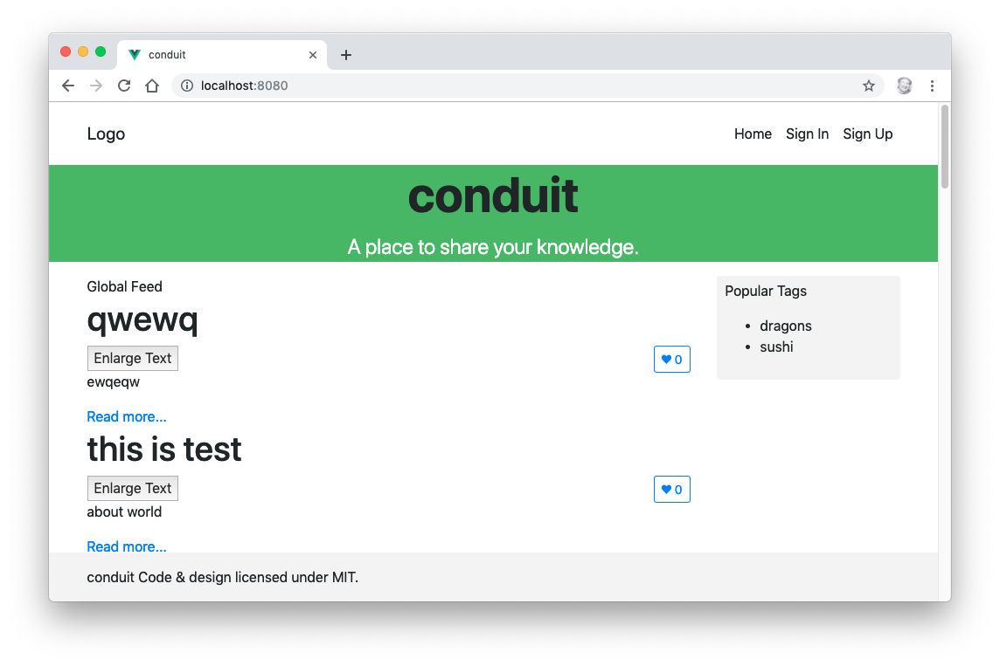 conduit
localhost:8080
Logo
Home Sign In Sign Up
conduit
A place to share your knowledge.
Global Feed
qwewq
Enlarge Text
0
ewqeqw
Read more...
this is test
Enlarge Text
0
about world
Read more...
Popular Tags
dragons
sushi
conduit Code & design licensed under MIT.